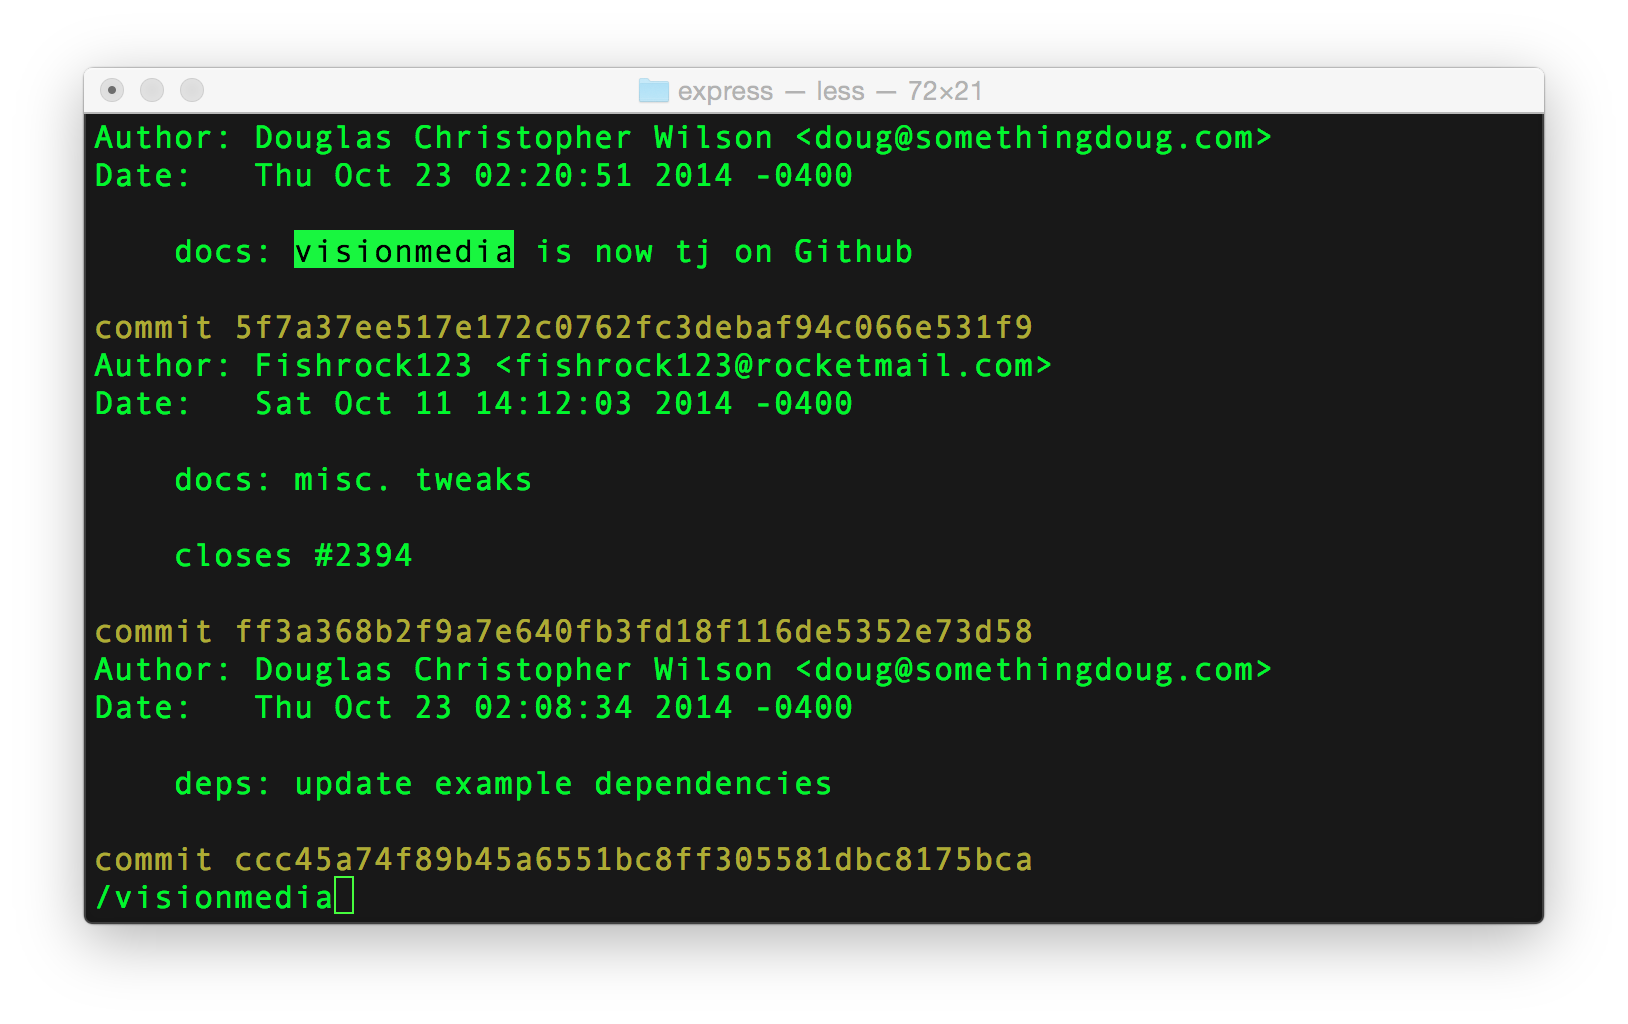 express — less — 72×21
Author: Douglas Christopher Wilson <doug@somethingdoug.com>
Date:   Thu Oct 23 02:20:51 2014 -0400
docs: visionmedia is now tj on Github
commit 5f7a37ee517e172c0762fc3debaf94c066e531f9
Author: Fishrock123 <fishrock123@rocketmail.com>
Date:   Sat Oct 11 14:12:03 2014 -0400
docs: misc. tweaks
closes #2394
commit ff3a368b2f9a7e640fb3fd18f116de5352e73d58
Author: Douglas Christopher Wilson <doug@somethingdoug.com>
Date:   Thu Oct 23 02:08:34 2014 -0400
deps: update example dependencies
commit ccc45a74f89b45a6551bc8ff305581dbc8175bca
/visionmedia